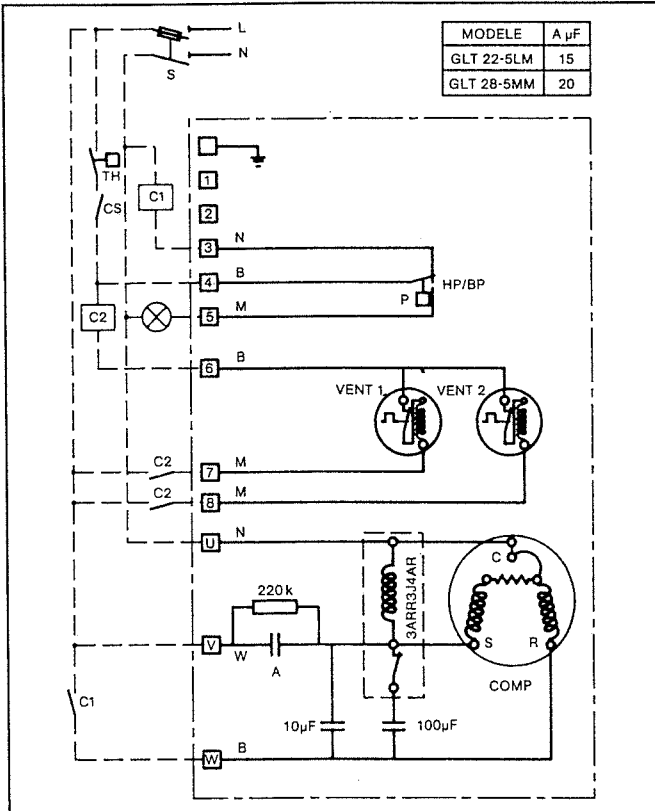 L
N
S
MODELE A µF
GLT 22-5LM 15
GLT 28-5MM 20
TH
C1
CS
1
2
3 N
4 B
HP/BP
P
C2
5 M
6 B
VENT 1 VENT 2
C2 7 M
C2 8 M
U N
C
3ARR3J4AR
220k
V W
A
S R
COMP
C1
10µF 100µF
W B